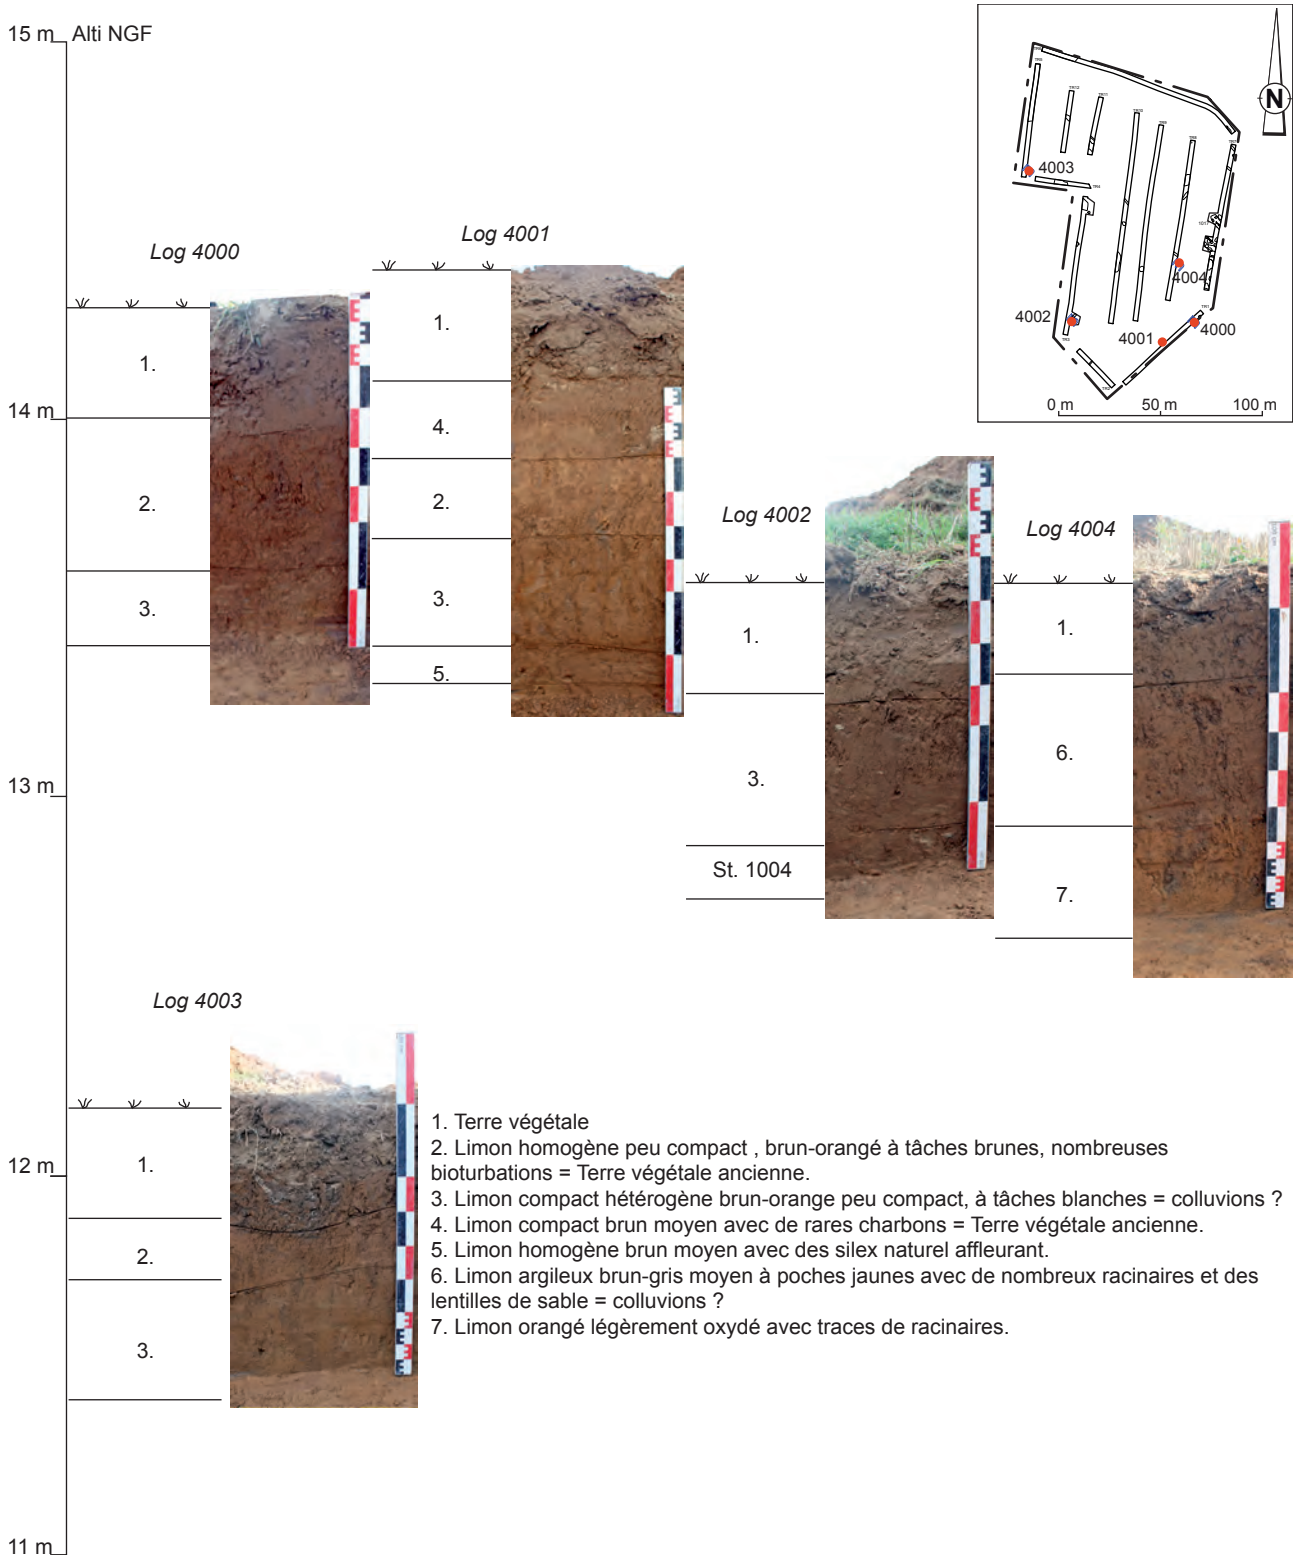 15 m Alti NGF
N
4003
4004
4002
4001
4000
0 m 50 m 100 m
Log 4000
1.
2.
3.
Log 4001
1.
4.
2.
3.
5.
14 m
Log 4002
1.
3.
St. 1004
Log 4004
1.
6.
7.
13 m
Log 4003
1.
2.
3.
12 m
1. Terre végétale
2. Limon homogène peu compact , brun-orangé à tâches brunes, nombreuses
bioturbations = Terre végétale ancienne.
3. Limon compact hétérogène brun-orange peu compact, à tâches blanches = colluvions ?
4. Limon compact brun moyen avec de rares charbons = Terre végétale ancienne.
5. Limon homogène brun moyen avec des silex naturel affleurant.
6. Limon argileux brun-gris moyen à poches jaunes avec de nombreux racinaires et des
lentilles de sable = colluvions ?
7. Limon orangé légèrement oxydé avec traces de racinaires.
11 m